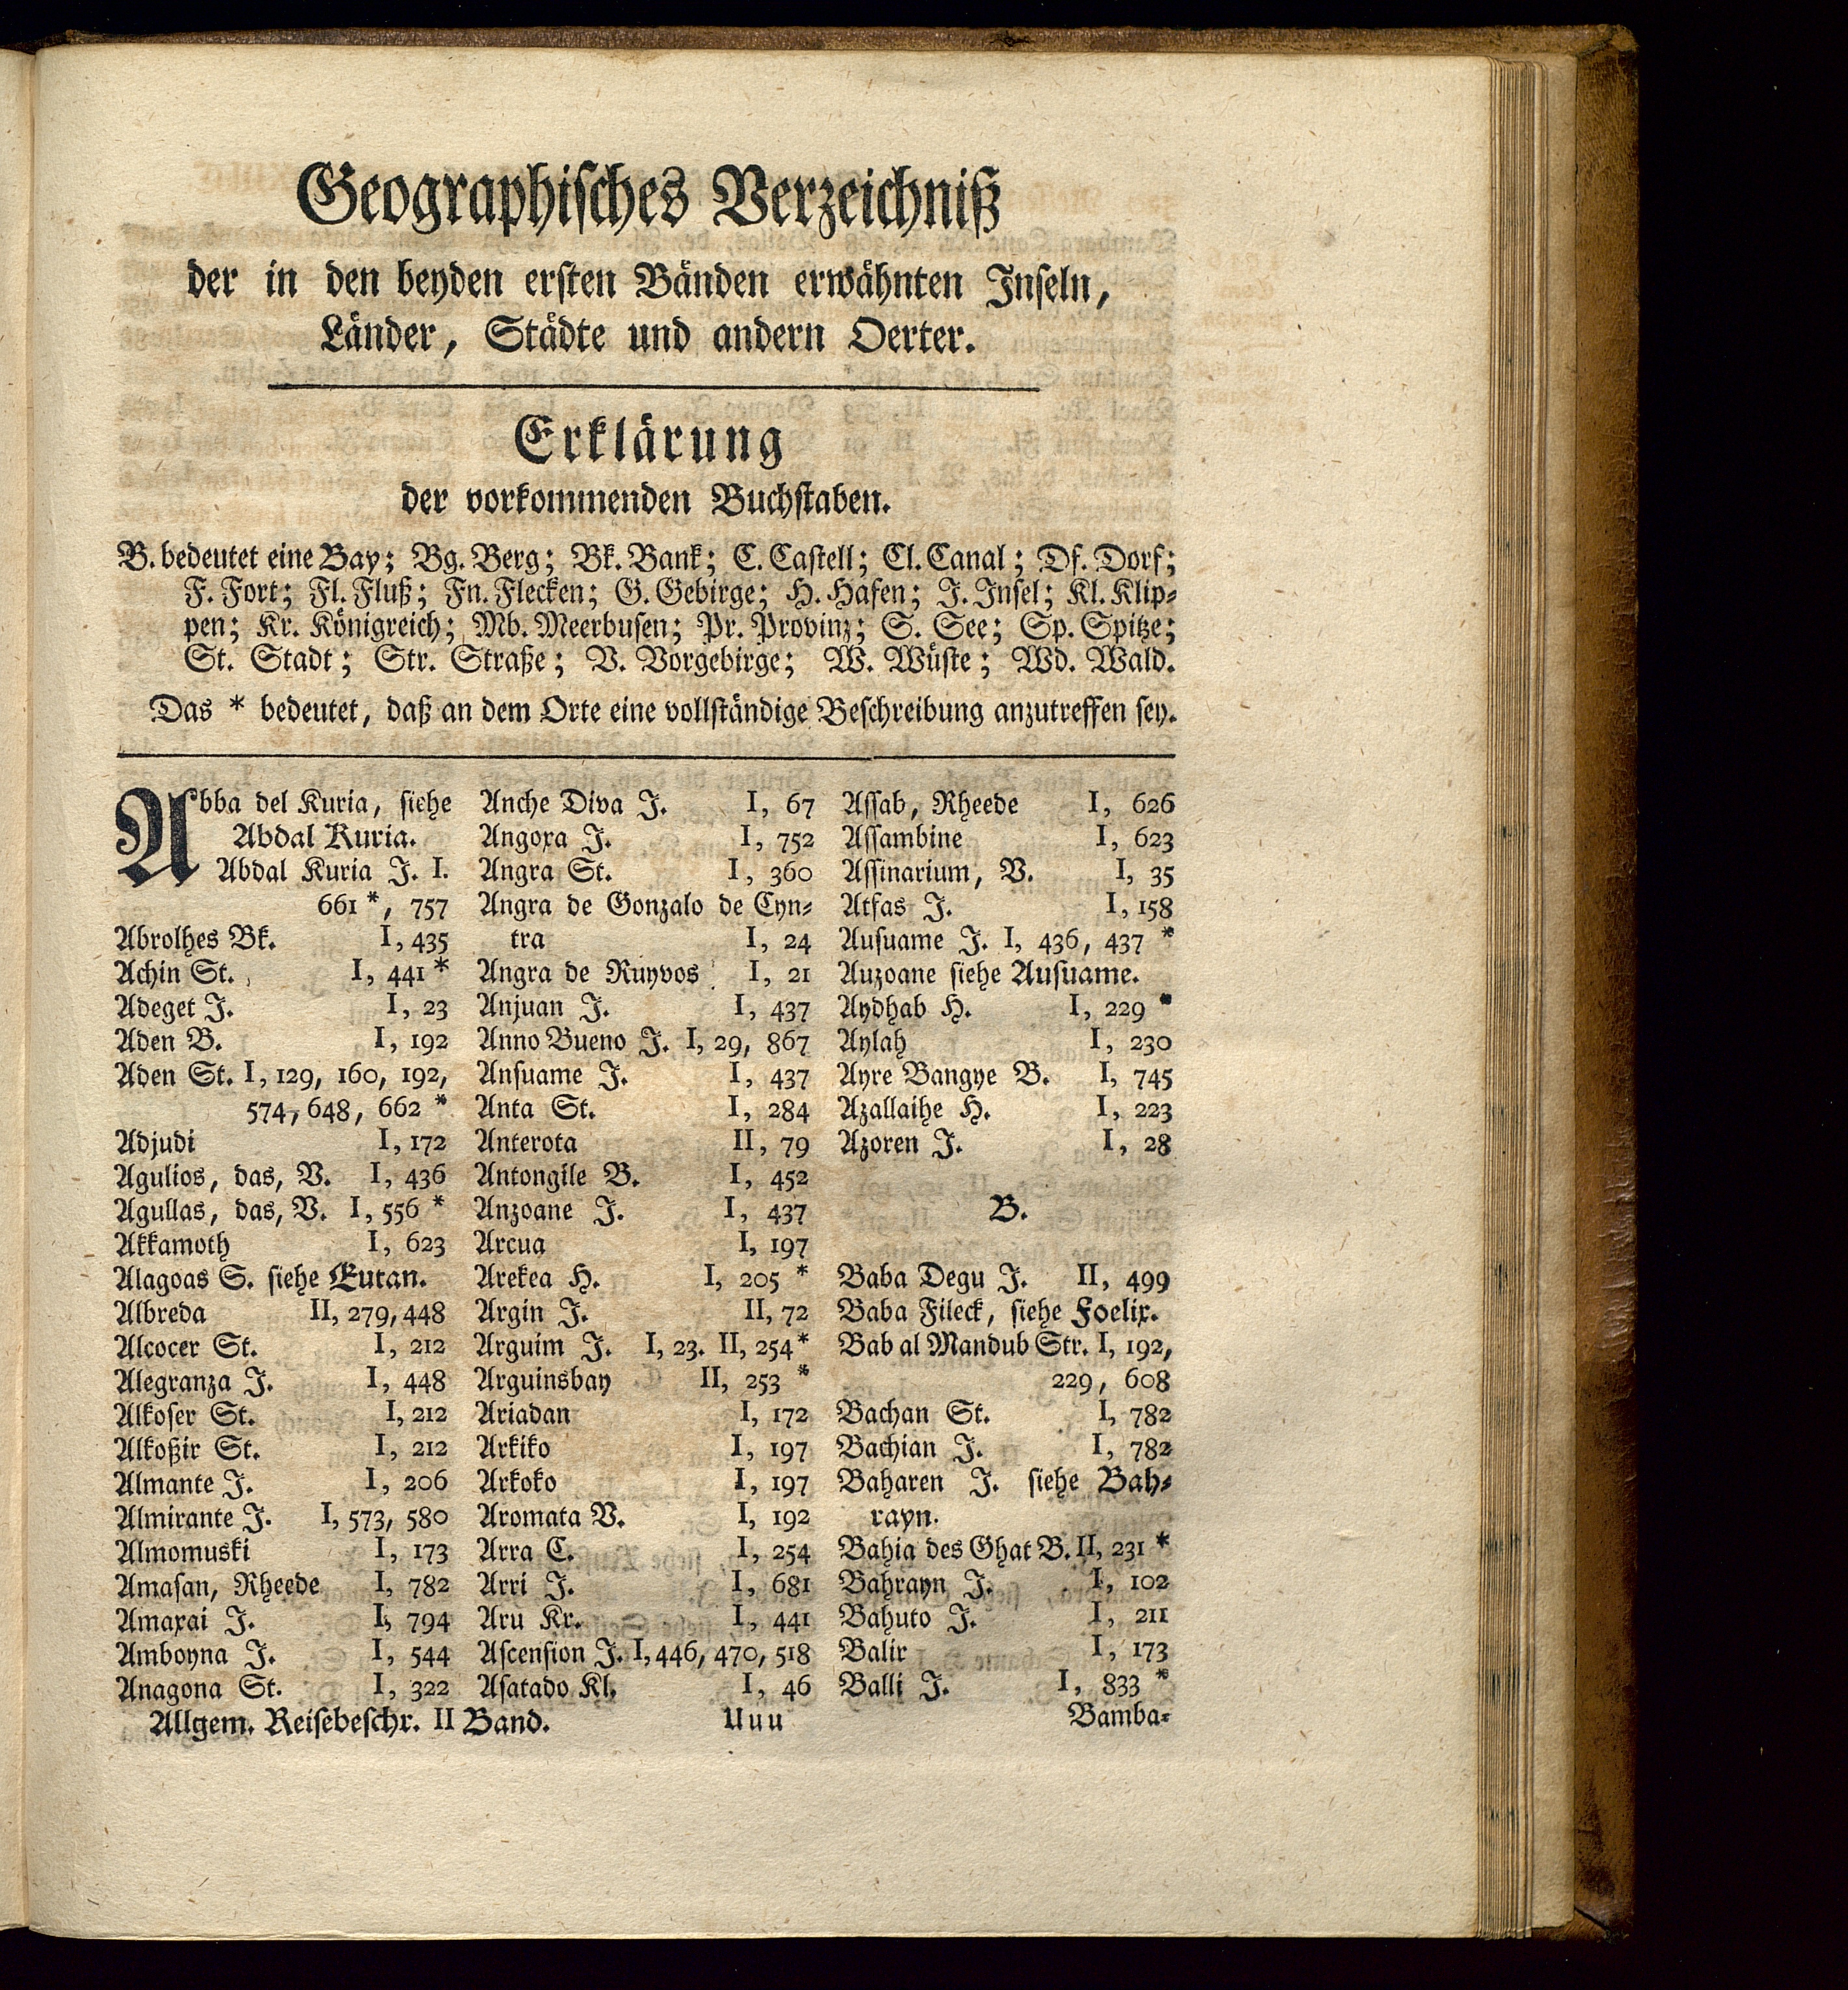 Geographisches Verzeichniß
der in den beyden ersten Bänden erwähnten Inseln,
Länder, Städte und andern Oerter.
Erklärung
der vorkommenden Buchstaben.
B. bedeutet eine Bay; Bg. Berg; Bk. Bank; C. Castell; Cl. Canal; Df. Dorf;
F. Fort; Fl. Fluß; Fn. Flecken; G. Gebirge; H. Hafen; J. Insel; Kl. Klip-
pen; Kr. Königreich; Mb. Meerbusen; Pr. Provinz; S. See; Sp. Spitze;
St. Stadt; Str. Straße; V. Vorgebirge; W. Wüste; Wd. Wald.
Das * bedeutet, daß an dem Orte eine vollständige Beschreibung anzutreffen sey.
Abba del Kuria, siehe
Abdal Kuria.
Abdal Kuria J. I.
661 *, 757
Abrolhes Bk. I, 435
Achin St. I, 441 *
Adeget J. I, 23
Aden B. I, 192
Aden St. I, 129, 160, 192,
574, 648, 662 *
Adjudi I, 172
Agulios, das, V. I, 436
Agullas, das, V. I, 556 *
Akkamoth I, 623
Alagoas S. siehe Eutan.
Albreda II, 279, 448
Alcocer St. I, 212
Alegranza J. I, 448
Alkoser St. I, 212
Alkoßir St. I, 212
Almante J. I, 206
Almirante J. I, 573, 580
Almomuski I, 173
Amasan, Rheede I, 782
Amaxai J. I, 794
Amboyna J. I, 544
Anagona St. I, 322
Anche Diva J. I, 67
Angoxa J. I, 752
Angra St. I, 360
Angra de Gonzalo de Cyn-
tra I, 24
Angra de Ruyvos I, 21
Anjuan J. I, 437
Anno Bueno J. I, 29, 867
Ansuame J. I, 437
Anta St. I, 284
Anterota II, 79
Antongile B. I, 452
Anzoane J. I, 437
Arcua I, 197
Arekea H. I, 205 *
Argin J. II, 72
Arguim J. I, 23. II, 254 *
Arguinsbay II, 253 *
Ariadan I, 172
Arkiko I, 197
Arkoko I, 197
Aromata V. I, 192
Arra C. I, 254
Arri J. I, 681
Aru Kr. I, 441
Ascension J. I, 446, 470, 518
Asatado Kl. I, 46
Assab, Rheede I, 626
Assambine I, 623
Assinarium, V. I, 35
Atfas J. I, 158
Ausuame J. I, 436, 437 *
Auzoane siehe Ausuame.
Aydhab H. I, 229 *
Aylah I, 230
Ayre Bangye B. I, 745
Azallaihe H. I, 223
Azoren J. I, 28
B.
Baba Degu J. II, 499
Baba Fileck, siehe Foelix.
Bab al Mandub Str. I, 192,
229, 608
Bachan St. I, 782
Bachian J. I, 782
Baharen J. siehe Bah-
rayn.
Bahia des Ghat B. II, 231 *
Bahrayn J. I, 102
Bahuto J. I, 211
Balir I, 173
Balli J. I, 833 *
Allgem. Reisebeschr. II Band. Uuu Bamba-